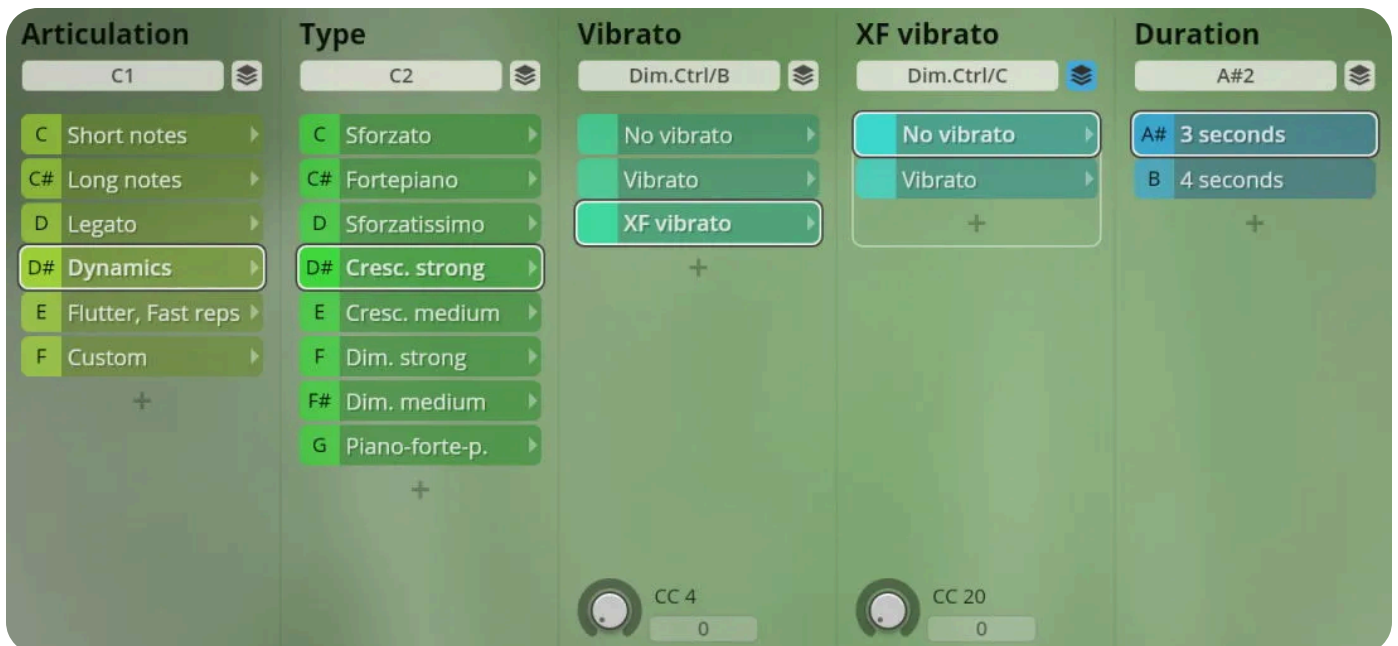 Articulation
C1
C Short notes
C# Long notes
D Legato
D# Dynamics
E Flutter, Fast reps
F Custom
+
Type
C2
C Sforzato
C# Fortepiano
D Sforzatissimo
D# Cresc. strong
E Cresc. medium
F Dim. strong
F# Dim. medium
G Piano-forte-p.
+
Vibrato
Dim.Ctrl/B
No vibrato
Vibrato
XF vibrato
+
CC 4
0
XF vibrato
Dim.Ctrl/C
No vibrato
Vibrato
+
CC 20
0
Duration
A#2
A# 3 seconds
B 4 seconds
+